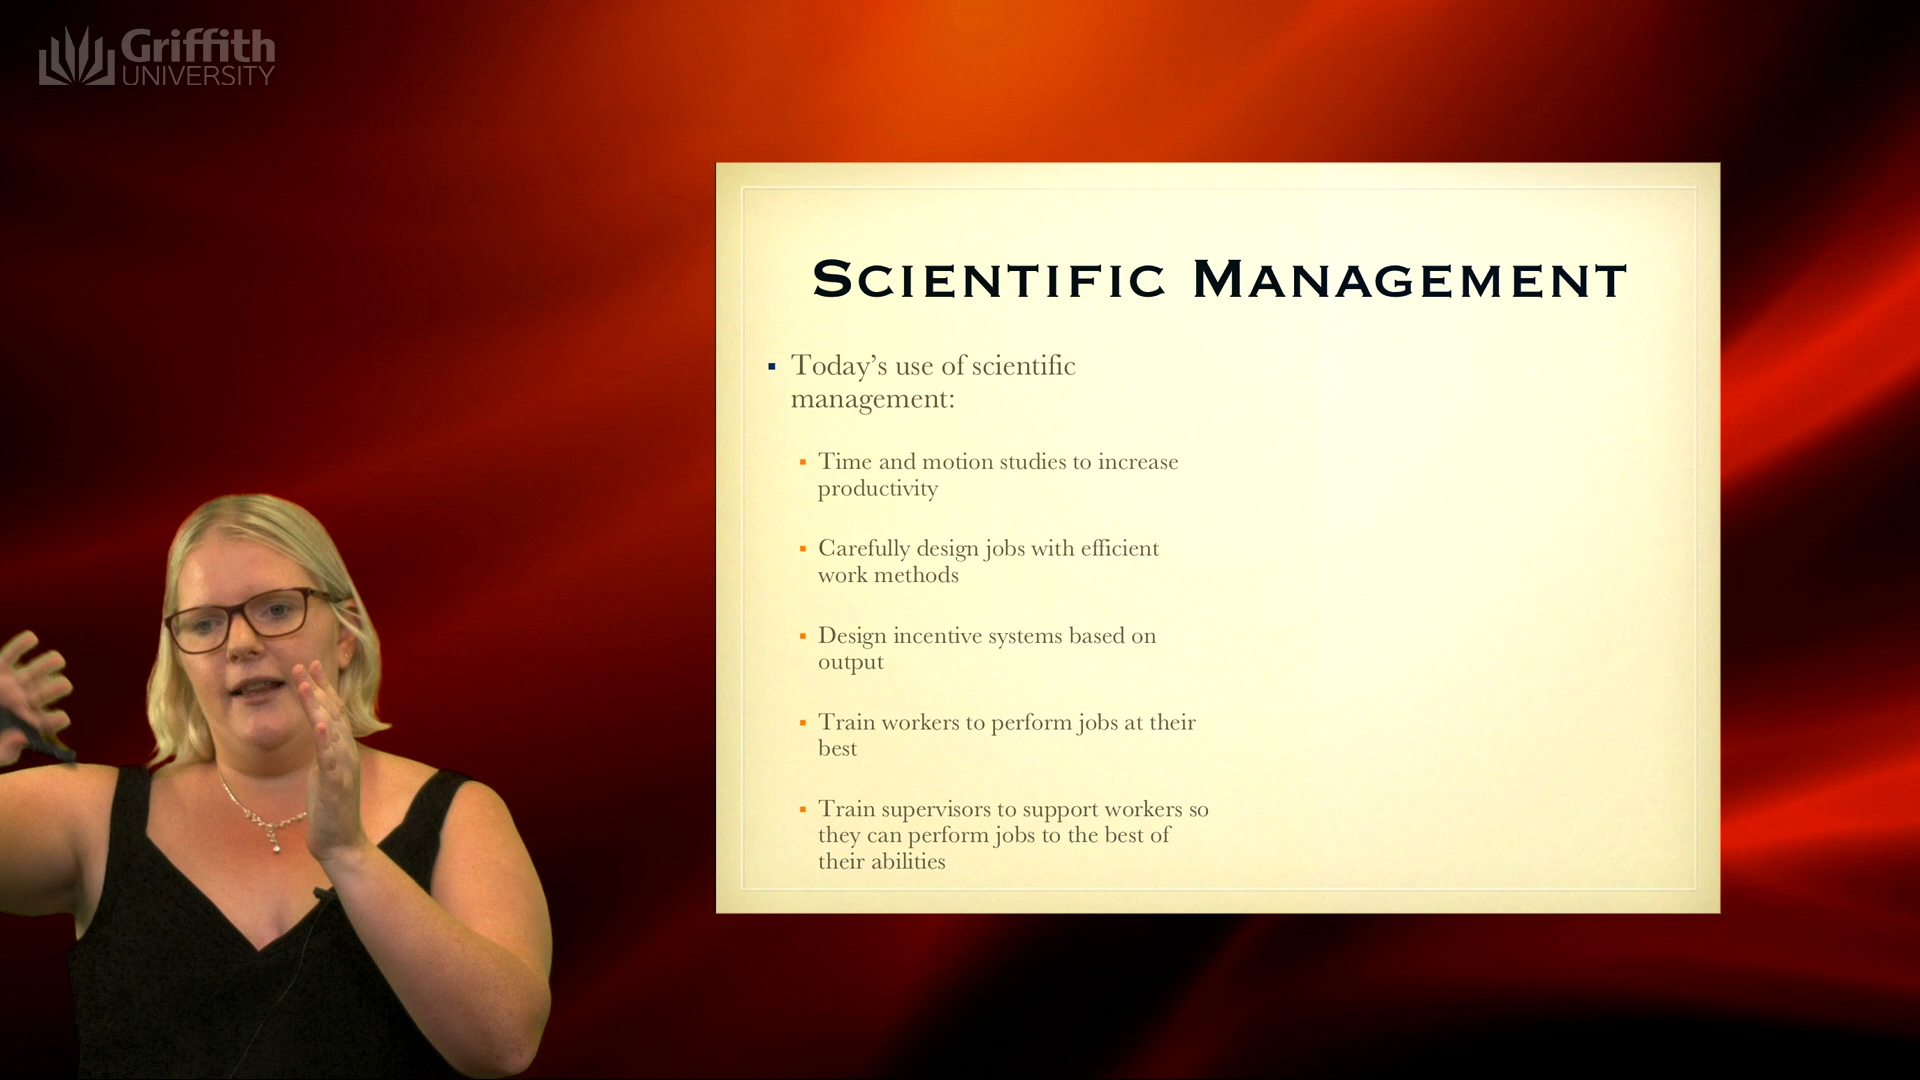 Griffith
UNIVERSITY
SCIENTIFIC MANAGEMENT
▪ Today’s use of scientific
management:
▪ Time and motion studies to increase
productivity
▪ Carefully design jobs with efficient
work methods
▪ Design incentive systems based on
output
▪ Train workers to perform jobs at their
best
▪ Train supervisors to support workers so
they can perform jobs to the best of
their abilities